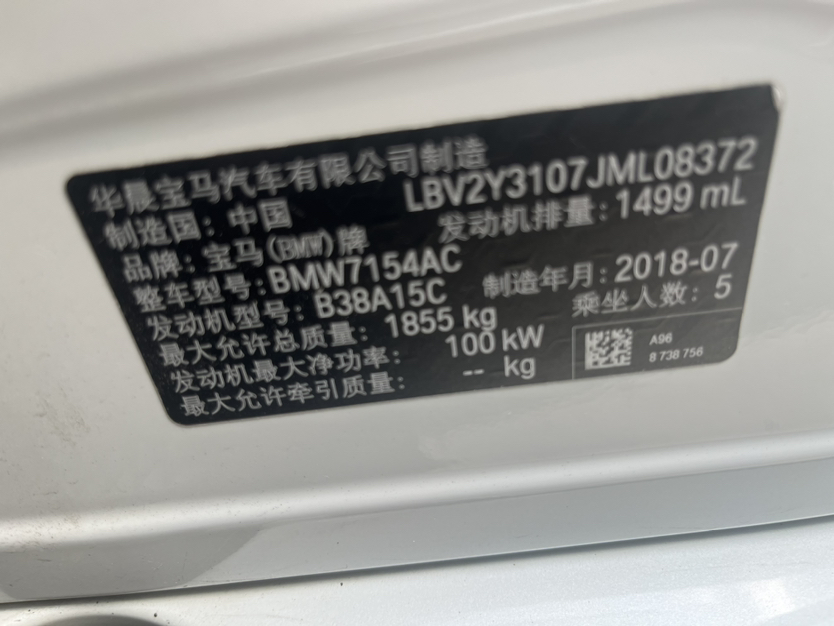 华晨宝马汽车有限公司制造
LBV2Y3107JML08372
制造国：中国
发动机排量：1499 mL
品牌：宝马(BMW)牌
整车型号：BMW7154AC
制造年月：2018-07
发动机型号：B38A15C
乘坐人数：5
最大允许总质量：1855 kg
发动机最大净功率：100 kW
最大允许牵引质量：-- kg
A96
8 738 756